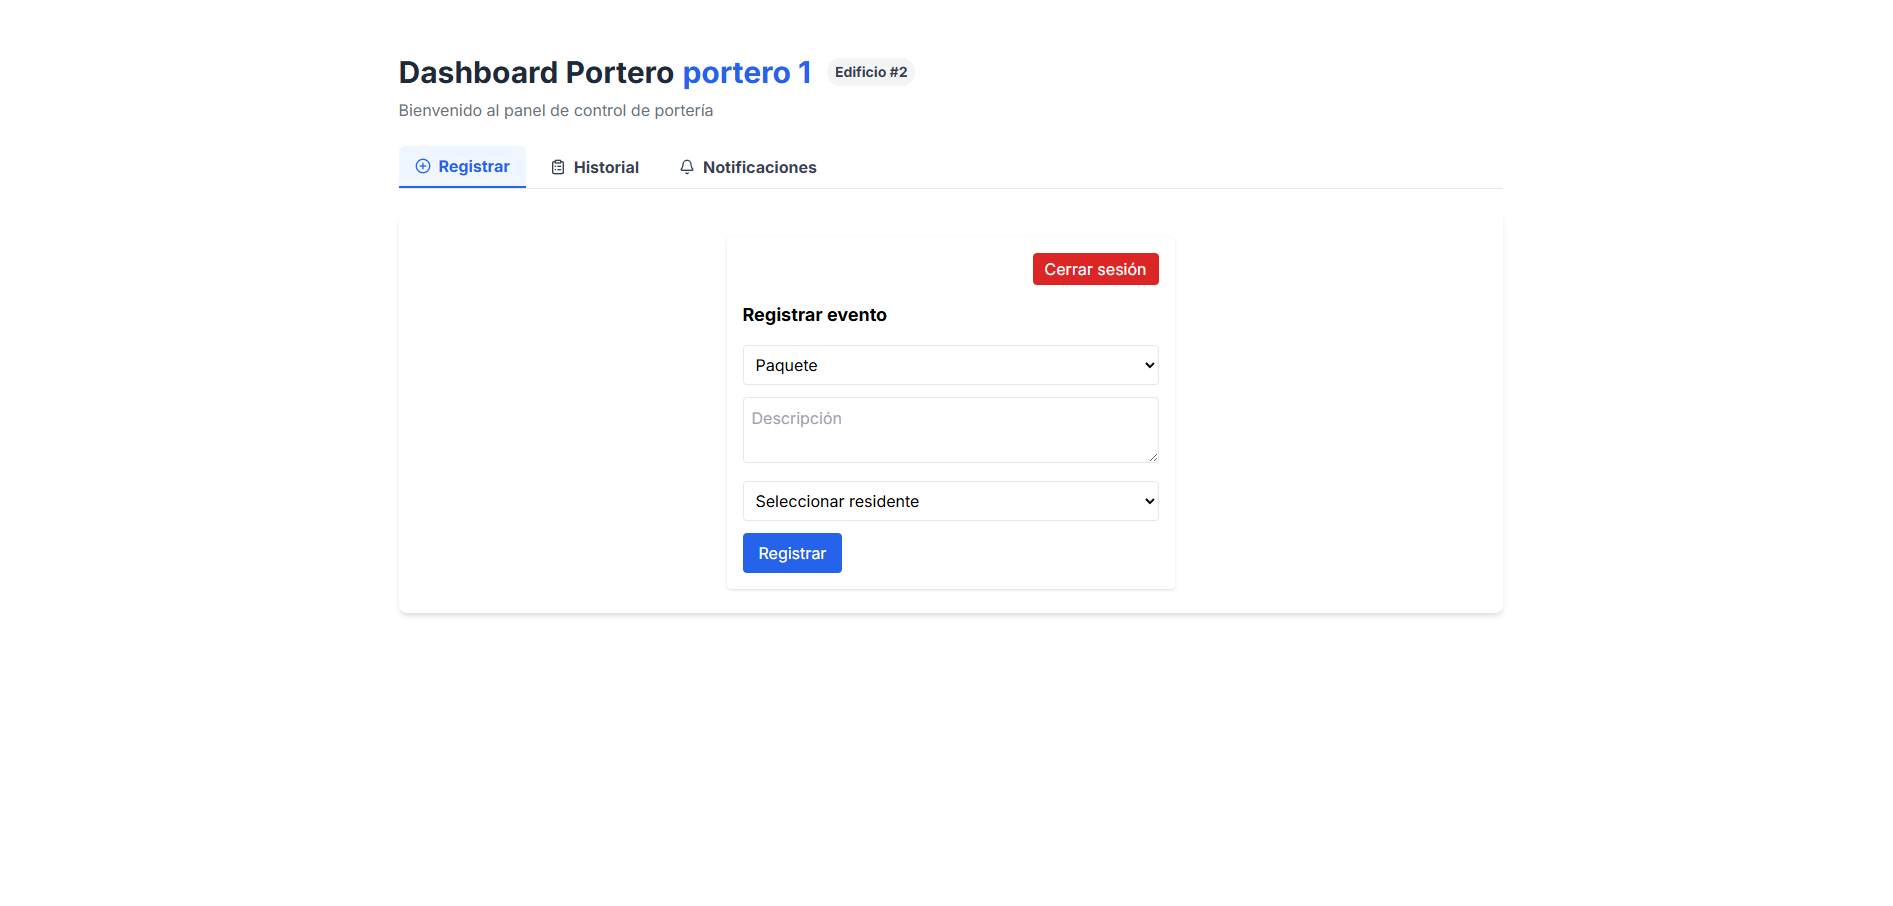 Dashboard Portero portero 1 Edificio #2
Bienvenido al panel de control de portería
Registrar Historial Notificaciones
Cerrar sesión
Registrar evento
Paquete
Descripción
Seleccionar residente
Registrar